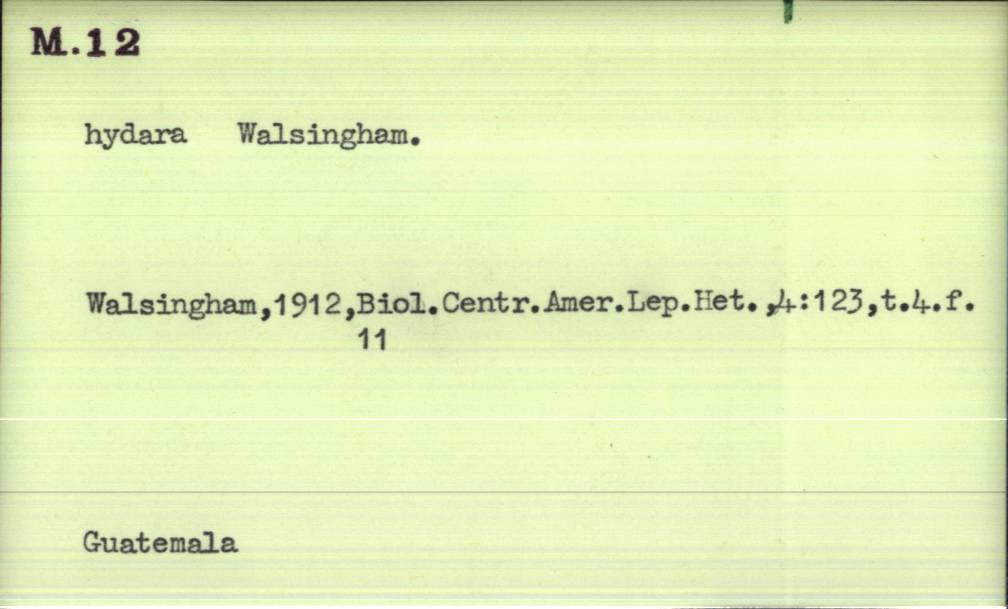 M.12
hydara Walsingham.
Walsingham,1912,Biol.Centr.Amer.Lep.Het.,4:123,t.4.f.
11
Guatemala